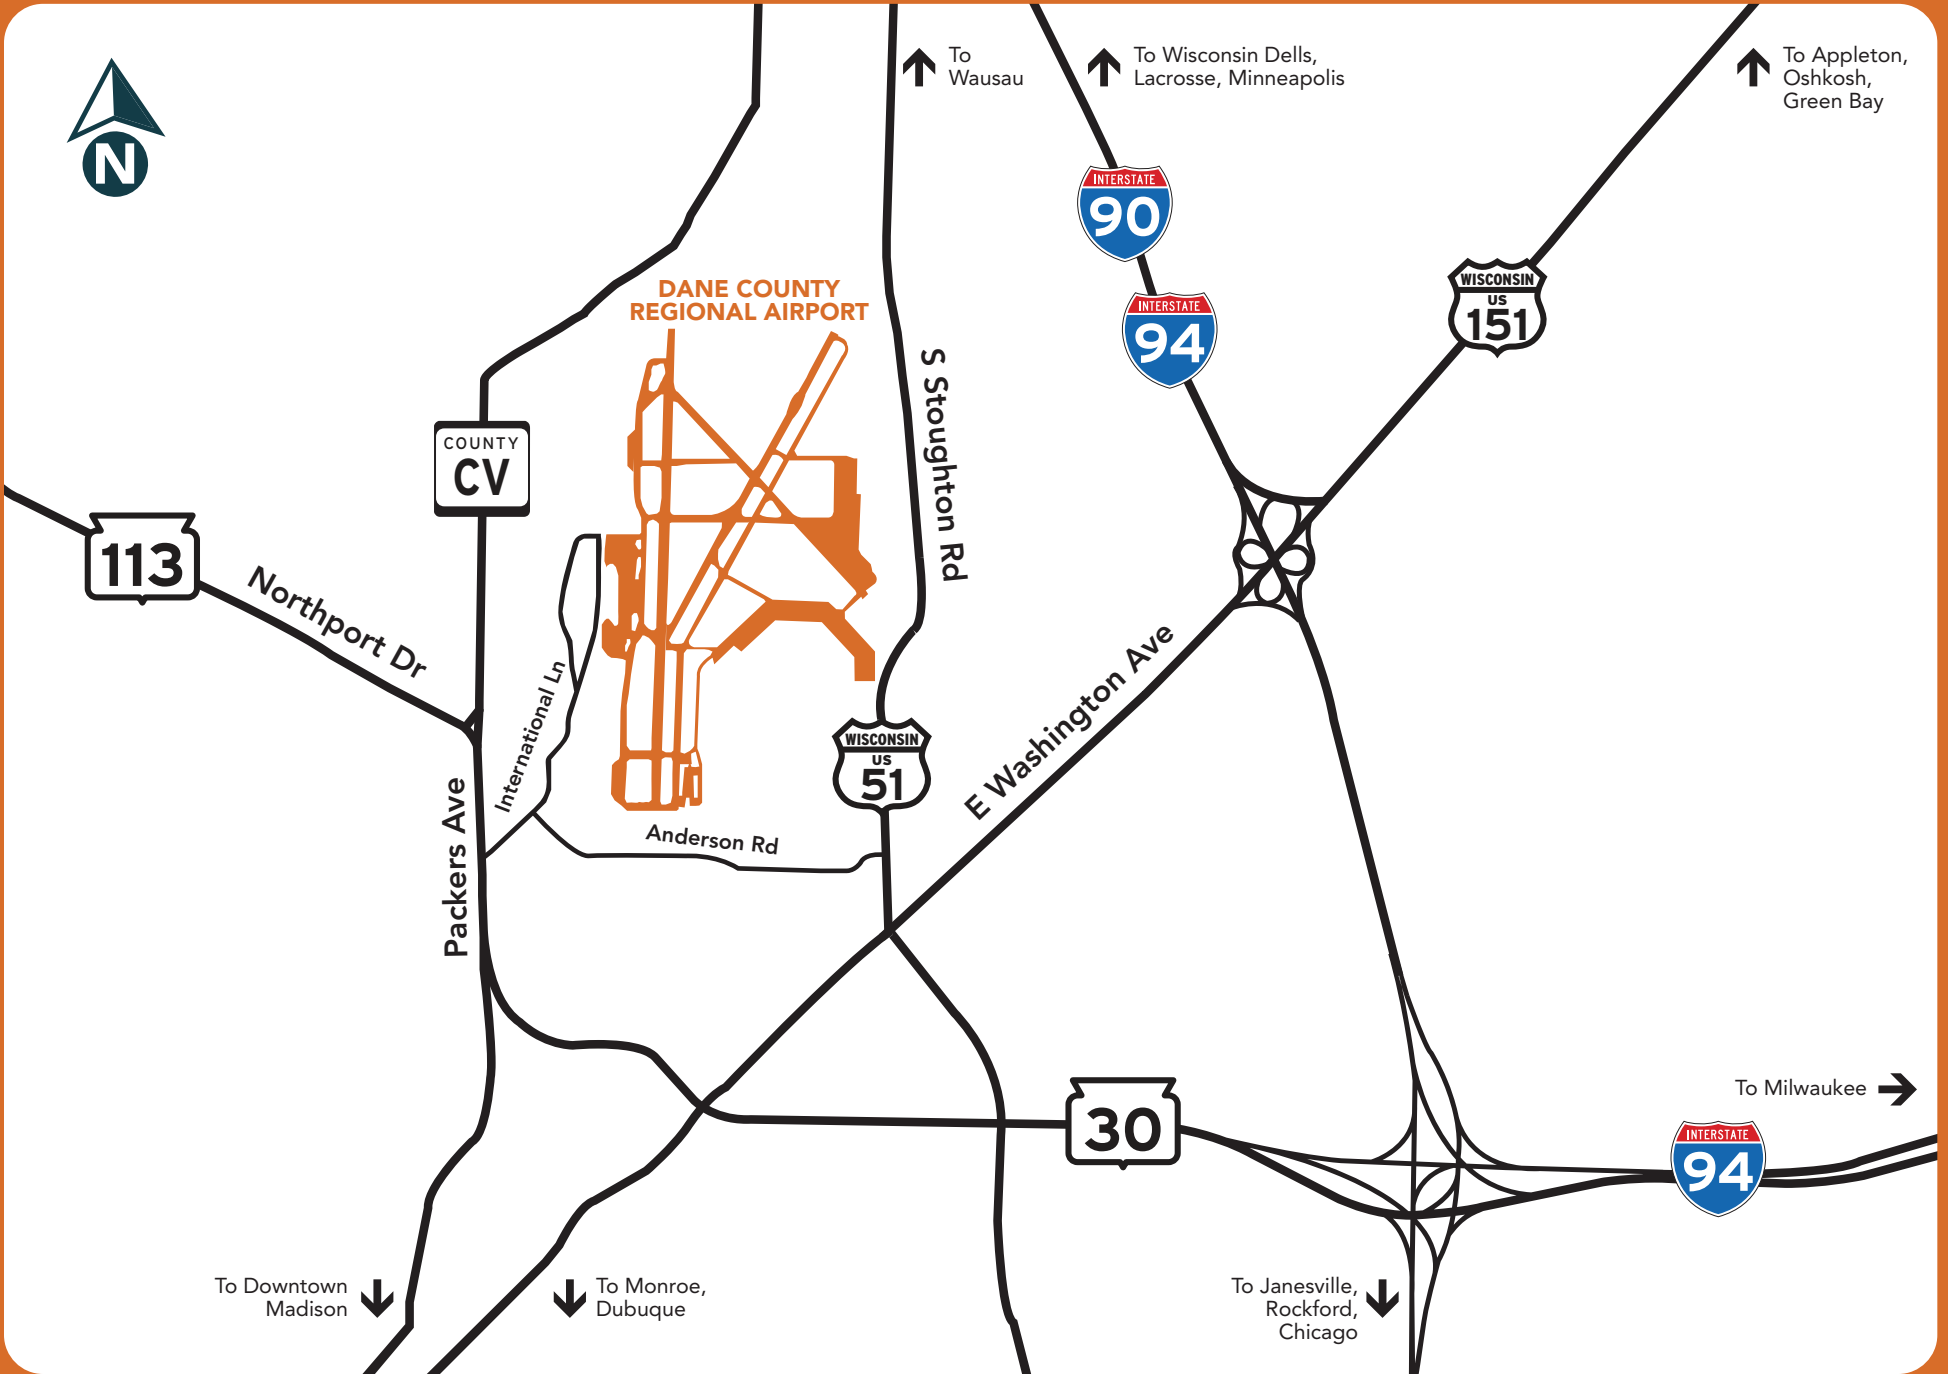 To
Wausau
To Wisconsin Dells,
Lacrosse, Minneapolis
To Appleton,
Oshkosh,
Green Bay
N
INTERSTATE
90
INTERSTATE
94
WISCONSIN
US
151
DANE COUNTY
REGIONAL AIRPORT
S Stoughton Rd
COUNTY
CV
113
Northport Dr
International Ln
E Washington Ave
WISCONSIN
US
51
Packers Ave
Anderson Rd
30
To Milwaukee
INTERSTATE
94
To Downtown
Madison
To Monroe,
Dubuque
To Janesville,
Rockford,
Chicago